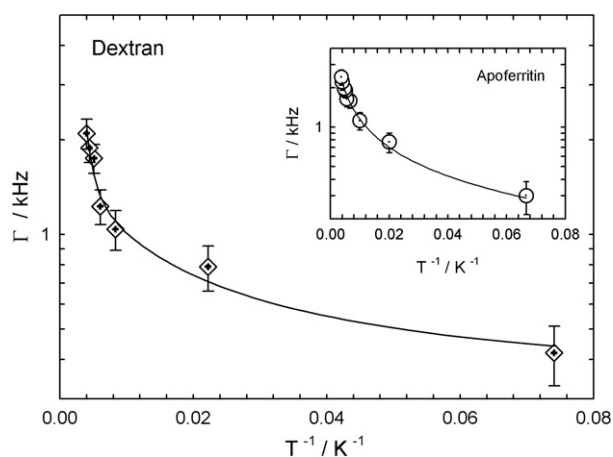 Dextran
Apoferritin
Γ / kHz
1
0.00 0.02 0.04 0.06 0.08
T⁻¹ / K⁻¹
Γ / kHz
1
0.00 0.02 0.04 0.06 0.08
T⁻¹ / K⁻¹